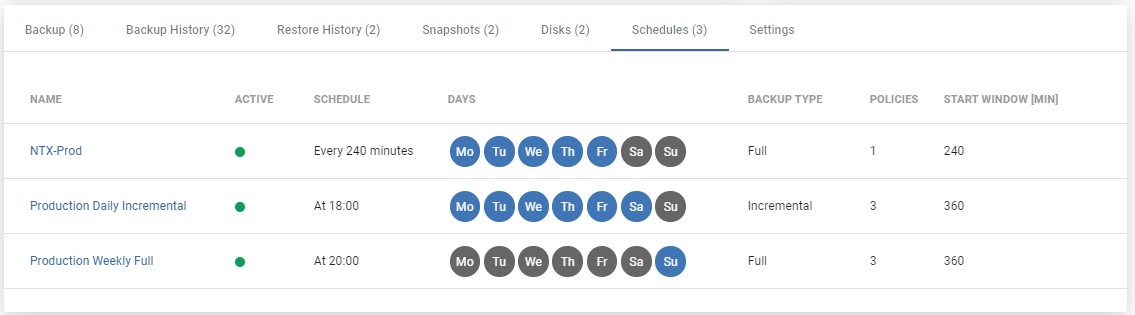 Backup (8) Backup History (32) Restore History (2) Snapshots (2) Disks (2) Schedules (3) Settings
NAME ACTIVE SCHEDULE DAYS BACKUP TYPE POLICIES START WINDOW [MIN]
NTX-Prod Every 240 minutes Mo Tu We Th Fr Sa Su Full 1 240
Production Daily Incremental At 18:00 Mo Tu We Th Fr Sa Su Incremental 3 360
Production Weekly Full At 20:00 Mo Tu We Th Fr Sa Su Full 3 360